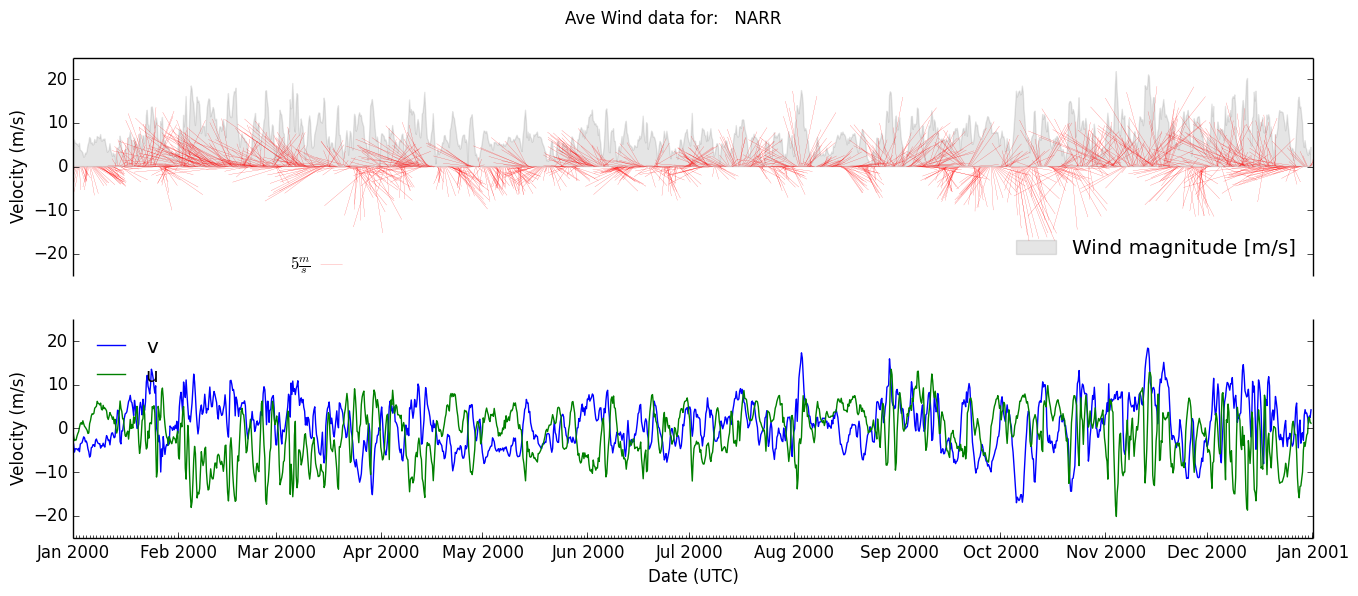 Ave Wind data for:   NARR
Velocity (m/s)
20
10
0
−10
−20
5 m/s
Wind magnitude [m/s]
Velocity (m/s)
20
10
0
−10
−20
v
u
Jan 2000 Feb 2000 Mar 2000 Apr 2000 May 2000 Jun 2000 Jul 2000 Aug 2000 Sep 2000 Oct 2000 Nov 2000 Dec 2000 Jan 2001
Date (UTC)